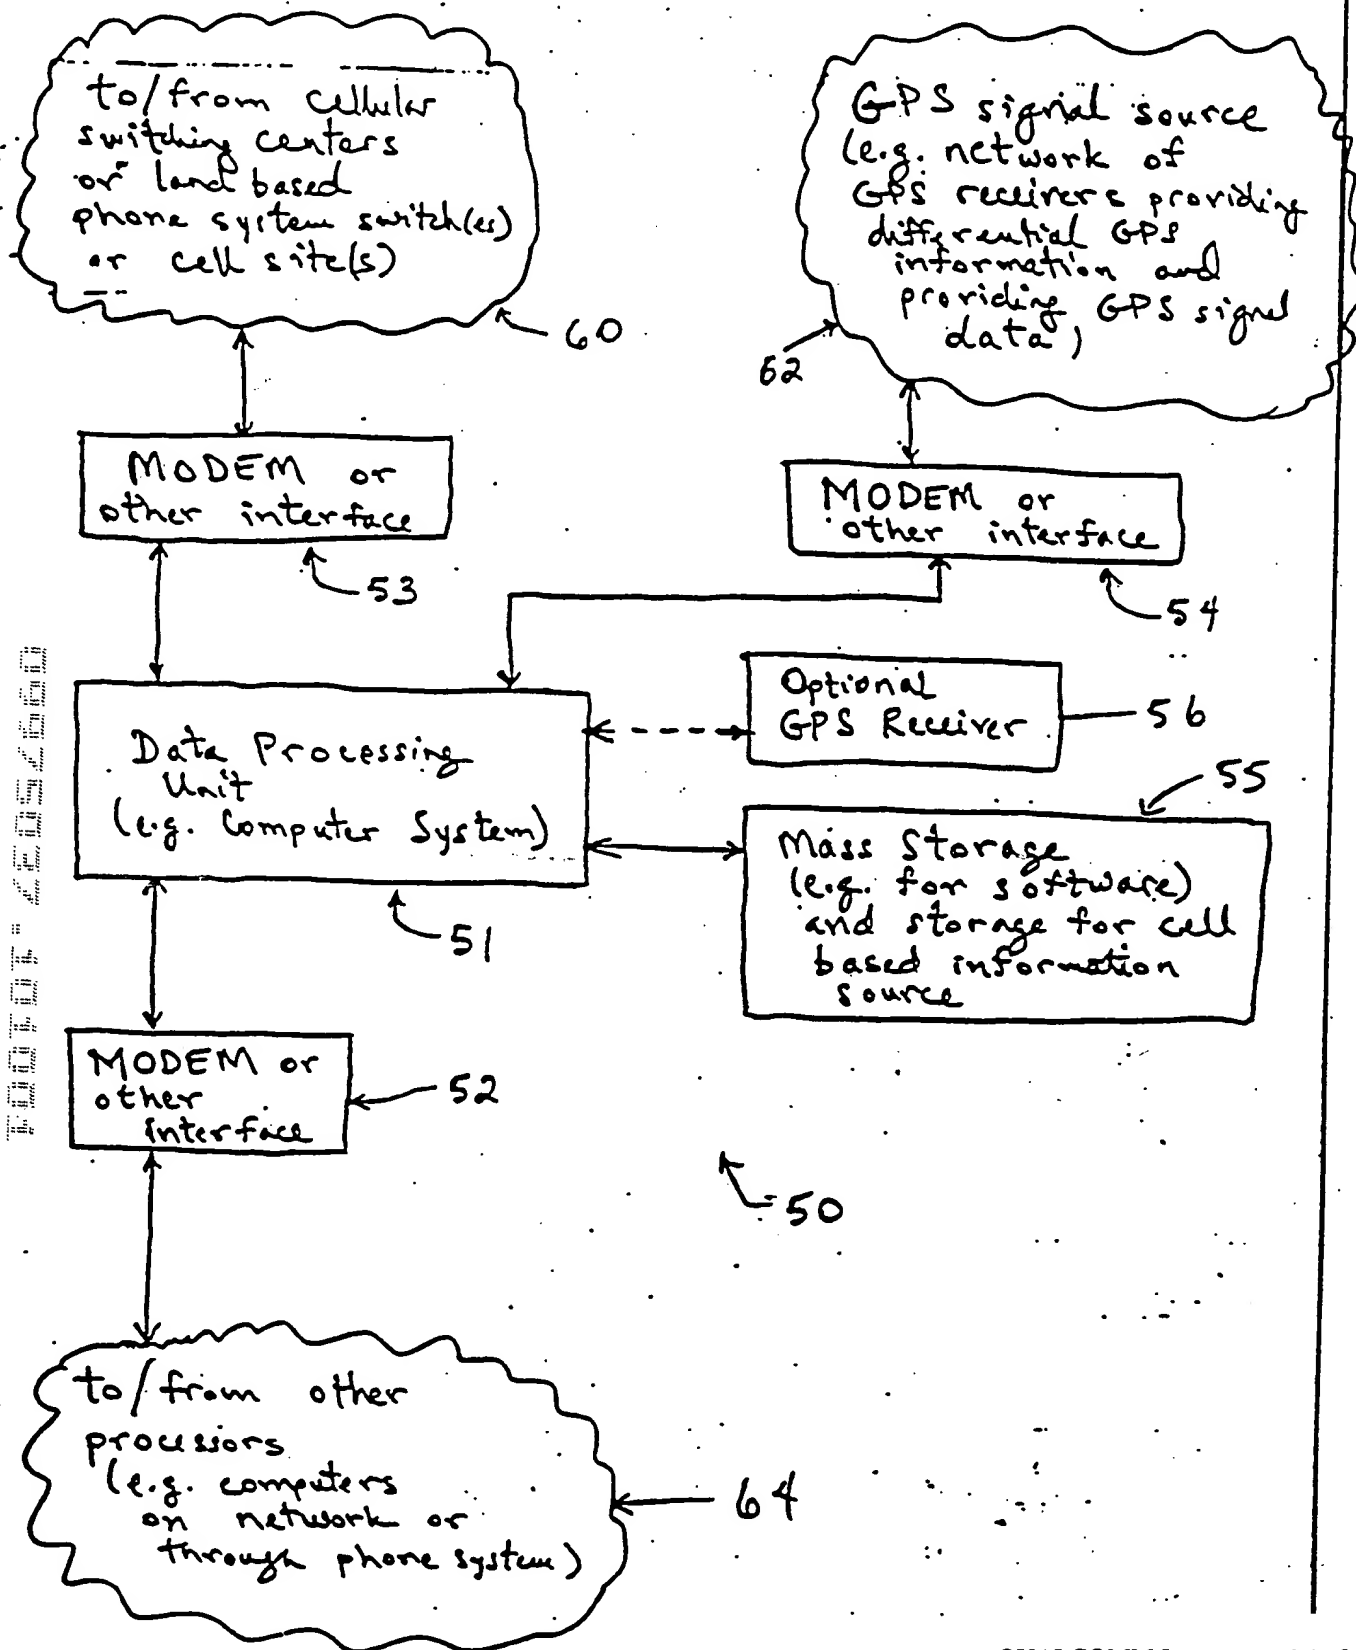 to/from cellular
switching centers
or land based
phone system switch(es)
or cell site(s)
60
GPS signal source
(e.g. network of
GPS receivers providing
differential GPS
information and
providing GPS signal
data)
62
MODEM or
other interface
53
MODEM or
other interface
54
Optional
GPS Receiver
56
Data Processing
Unit
(e.g. Computer System)
51
55
Mass Storage
(e.g. for software)
and storage for cell
based information
source
MODEM or
other
interface
52
50
to/from other
processors
(e.g. computers
on network or
through phone system)
64